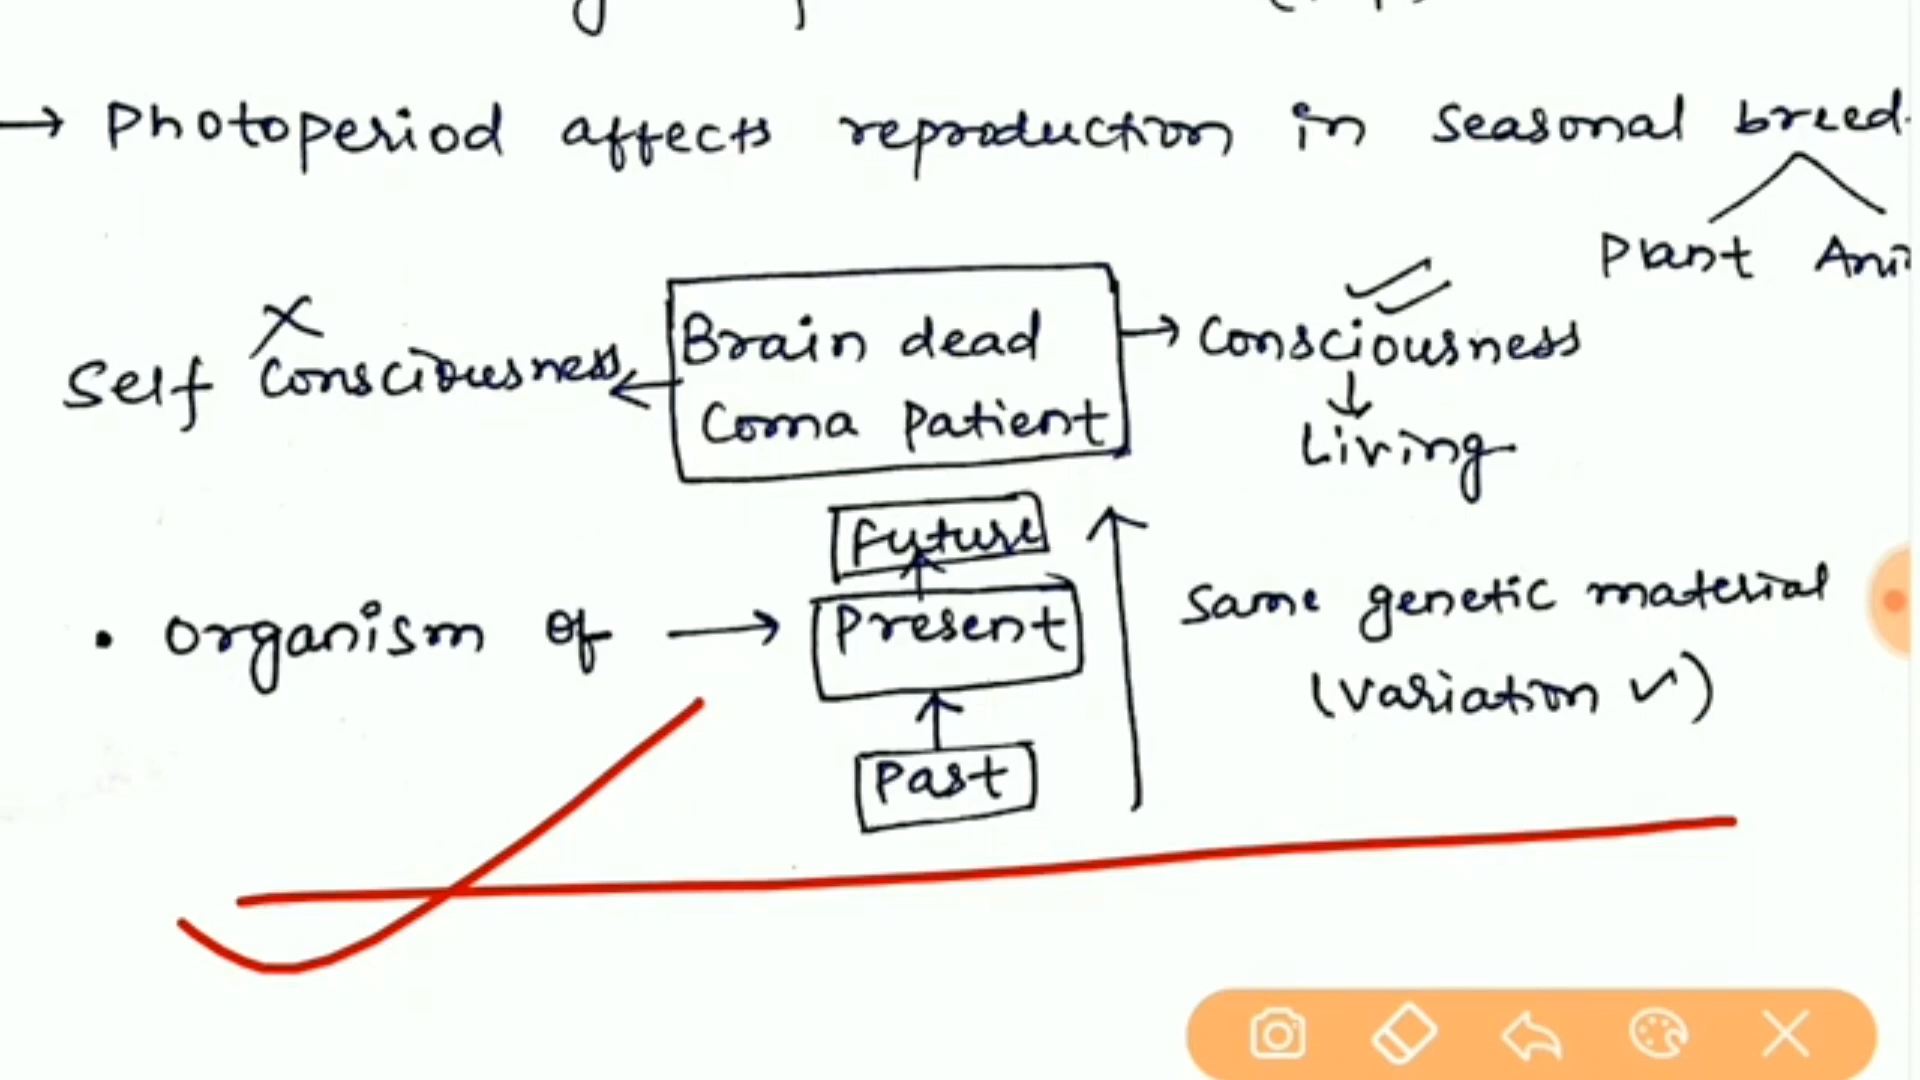 → Photoperiod affects reproduction in seasonal breed
Plant Ani
Self Consciousness ← Brain dead Coma Patient → Consciousness
↓
Living
Future
• Organism of → Present
Past
Same genetic material
(Variation ✓)